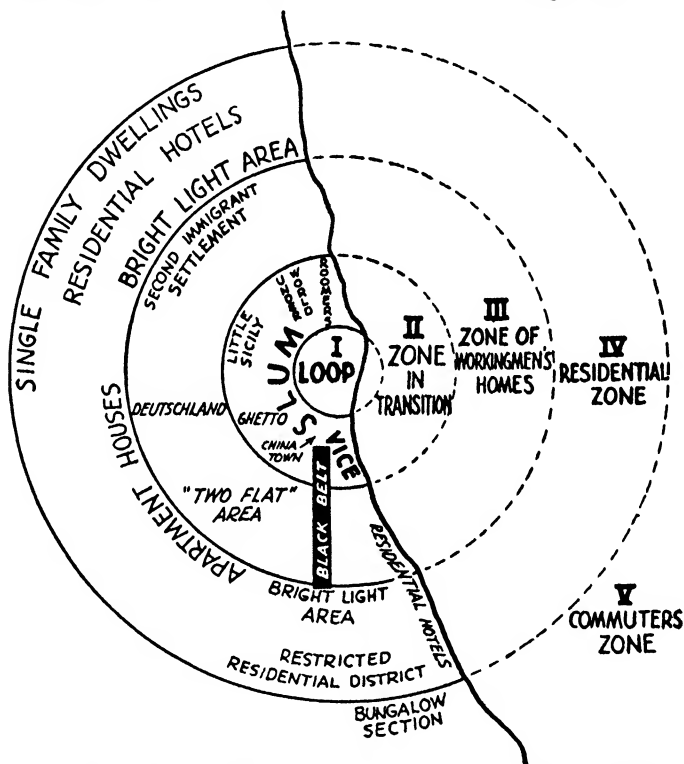 SINGLE FAMILY DWELLINGS
RESIDENTIAL HOTELS
BRIGHT LIGHT AREA
SECOND IMMIGRANT
SETTLEMENT
LITTLE
SICILY
UNDER
WORLD
ROOMERS
SLUM
I
LOOP
II
ZONE
IN
TRANSITION
III
ZONE OF
WORKINGMEN'S
HOMES
IV
RESIDENTIAL
ZONE
DEUTSCHLAND
GHETTO
CHINA
TOWN
VICE
APARTMENT HOUSES
"TWO FLAT"
AREA
BLACK BELT
RESIDENTIAL HOTELS
BRIGHT LIGHT
AREA
V
COMMUTERS
ZONE
RESTRICTED
RESIDENTIAL DISTRICT
BUNGALOW
SECTION